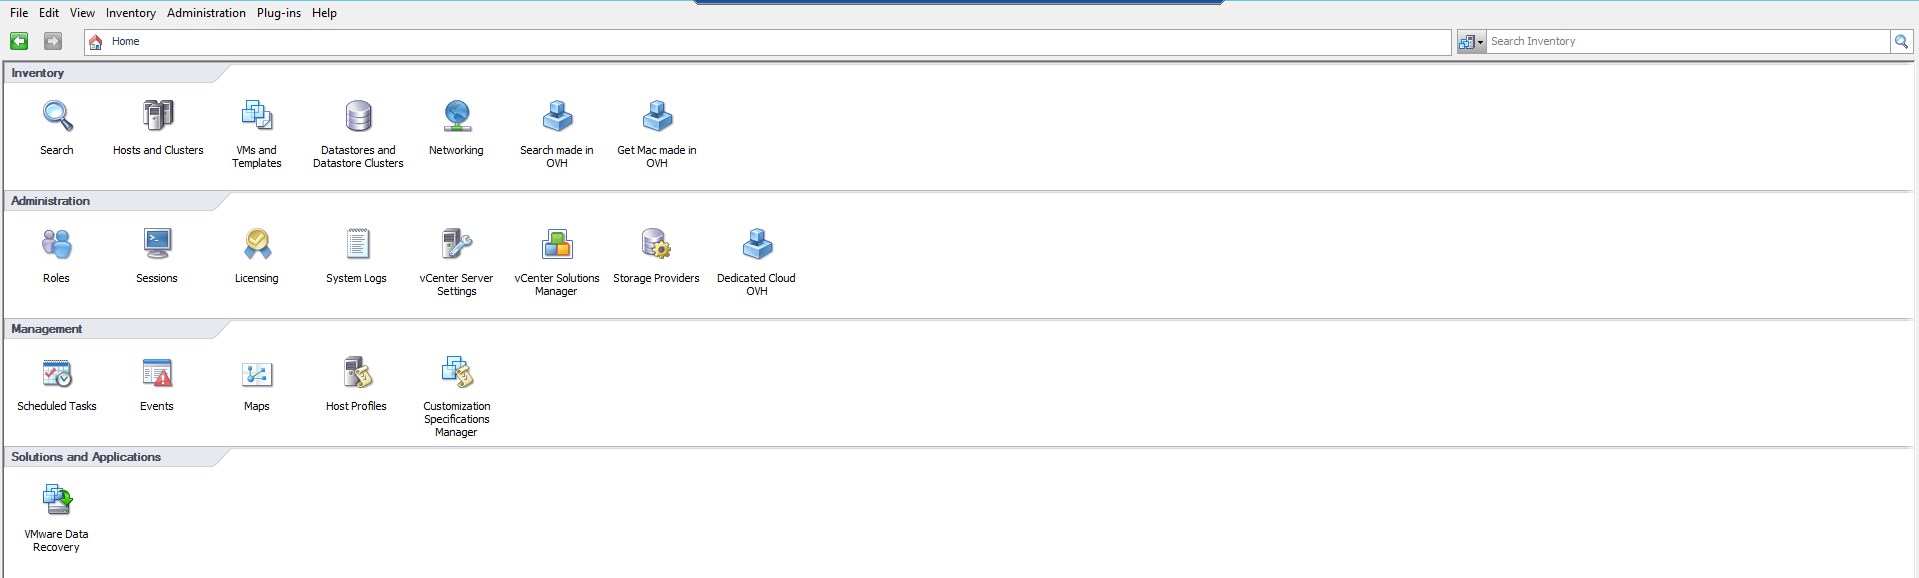 File Edit View Inventory Administration Plug-ins Help
Home
Search Inventory
Inventory
Search
Hosts and Clusters
VMs and
Templates
Datastores and
Datastore Clusters
Networking
Search made in
OVH
Get Mac made in
OVH
Administration
Roles
Sessions
Licensing
System Logs
vCenter Server
Settings
vCenter Solutions
Manager
Storage Providers
Dedicated Cloud
OVH
Management
Scheduled Tasks
Events
Maps
Host Profiles
Customization
Specifications
Manager
Solutions and Applications
VMware Data
Recovery